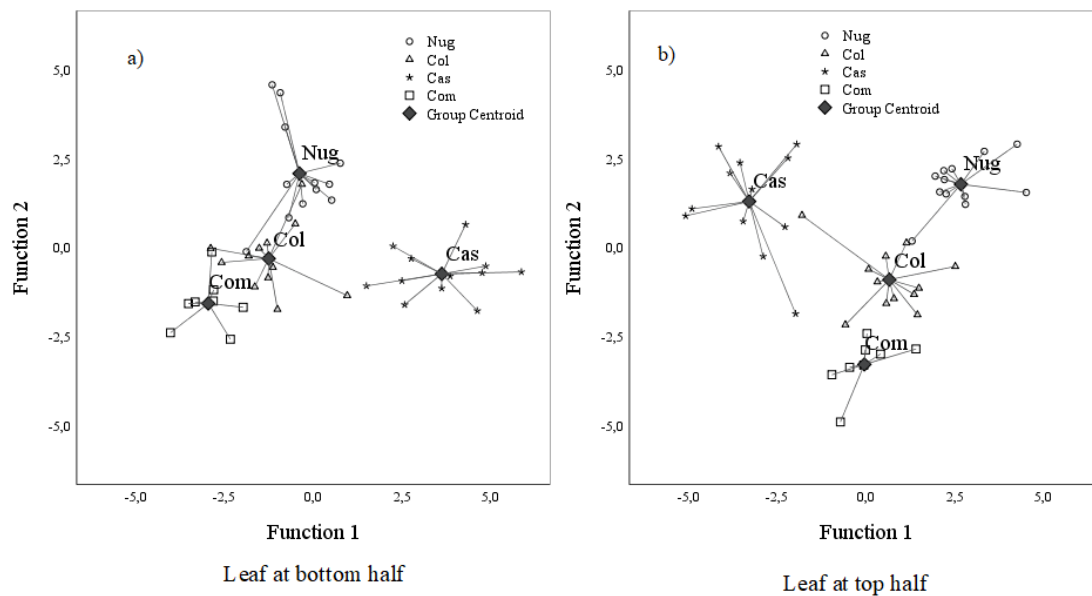 a)
Nug
Col
Cas
Com
Group Centroid
5,0
2,5
0,0
-2,5
-5,0
Function 2
Nug
Col
Com
Cas
-5,0 -2,5 0,0 2,5 5,0
Function 1
Leaf at bottom half
b)
Nug
Col
Cas
Com
Group Centroid
5,0
2,5
0,0
-2,5
-5,0
Function 2
Nug
Cas
Col
Com
-5,0 -2,5 0,0 2,5 5,0
Function 1
Leaf at top half